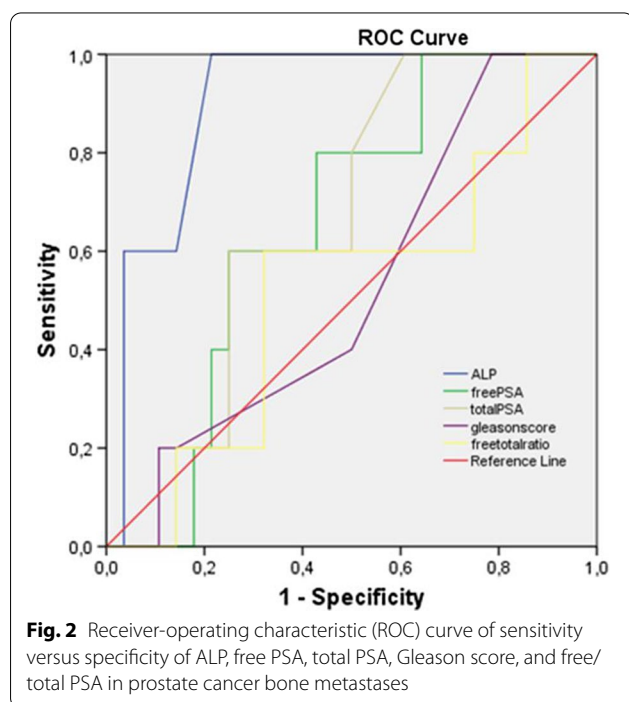 ROC Curve
1,0
0,8
0,6
0,4
0,2
0,0
Sensitivity
ALP
freePSA
totalPSA
gleasonscore
freetotalratio
Reference Line
0,0 0,2 0,4 0,6 0,8 1,0
1 - Specificity
Fig. 2 Receiver-operating characteristic (ROC) curve of sensitivity
versus specificity of ALP, free PSA, total PSA, Gleason score, and free/
total PSA in prostate cancer bone metastases